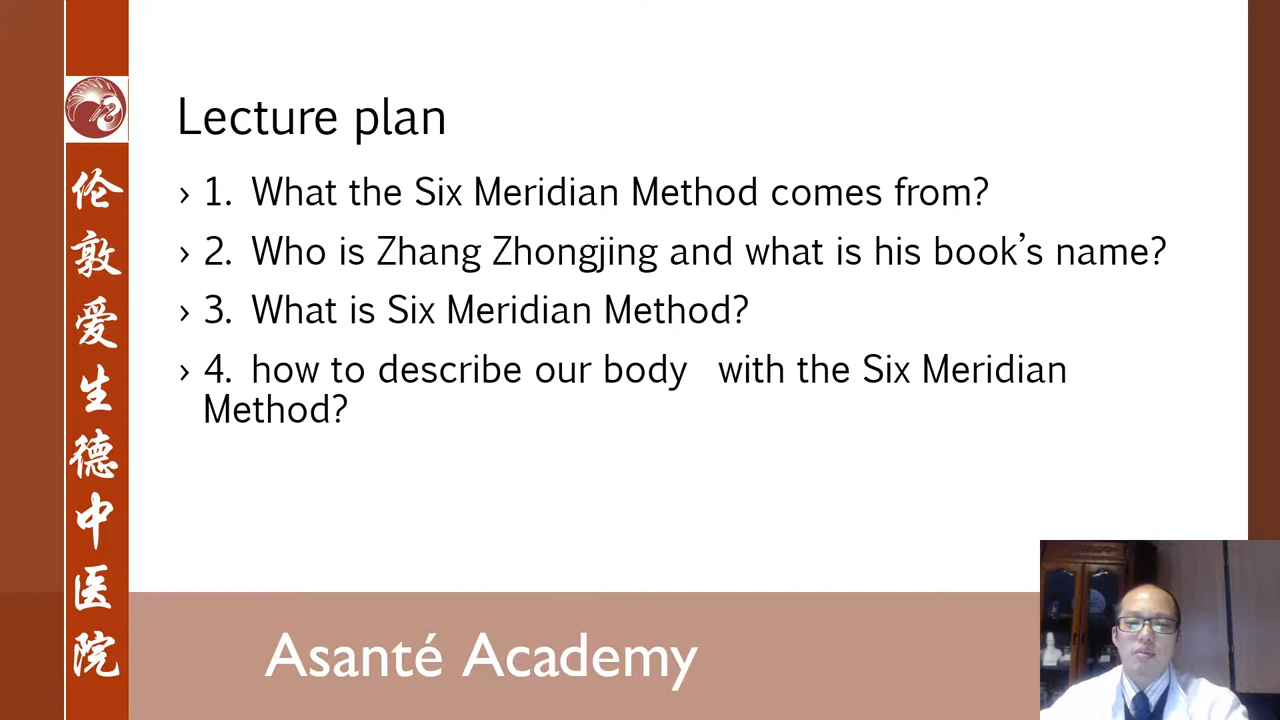 Lecture plan
› 1. What the Six Meridian Method comes from?
› 2. Who is Zhang Zhongjing and what is his book’s name?
› 3. What is Six Meridian Method?
› 4. how to describe our body with the Six Meridian
Method?
伦敦爱生德中医院
Asanté Academy